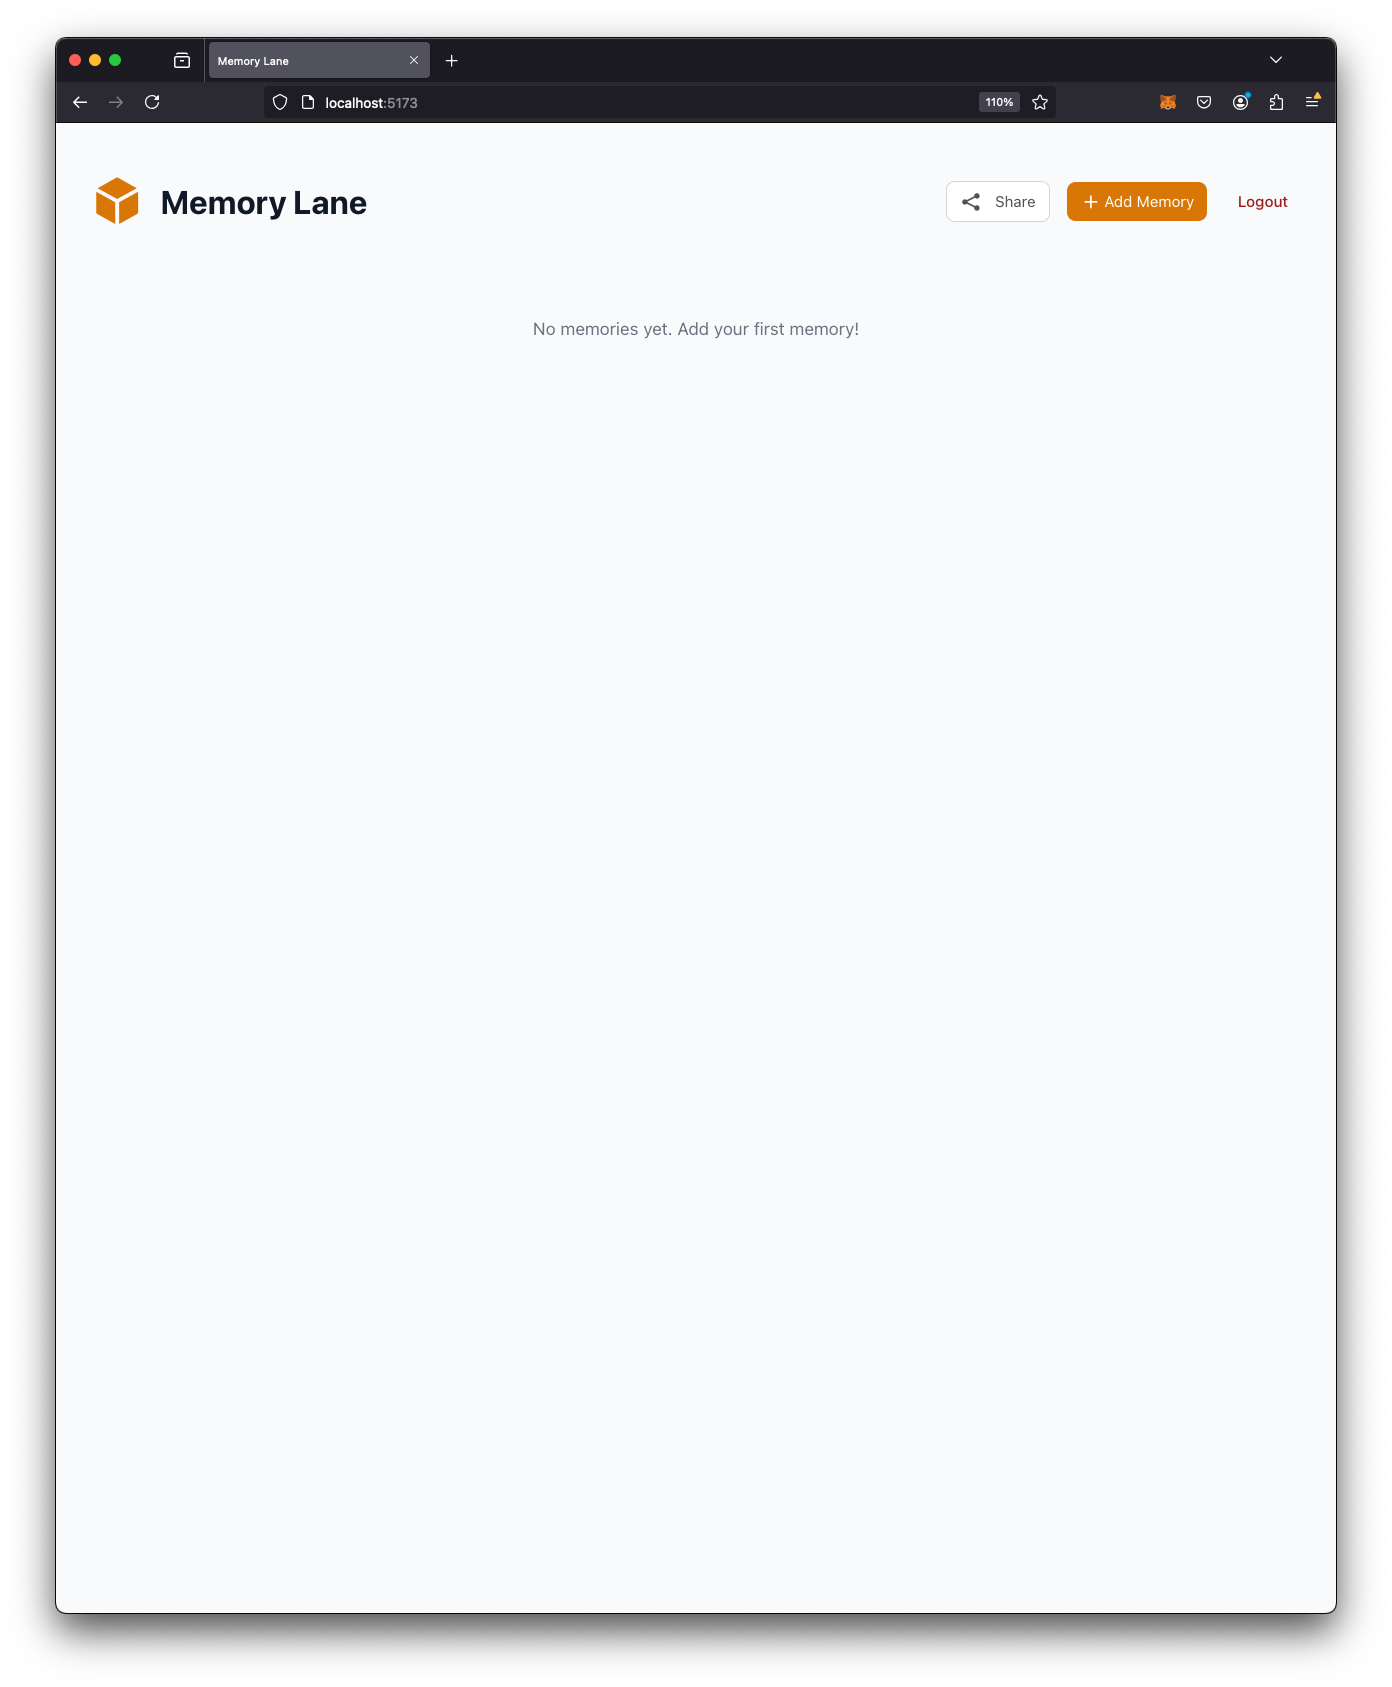 Memory Lane
localhost:5173
110%
Memory Lane
Share
Add Memory
Logout
No memories yet. Add your first memory!